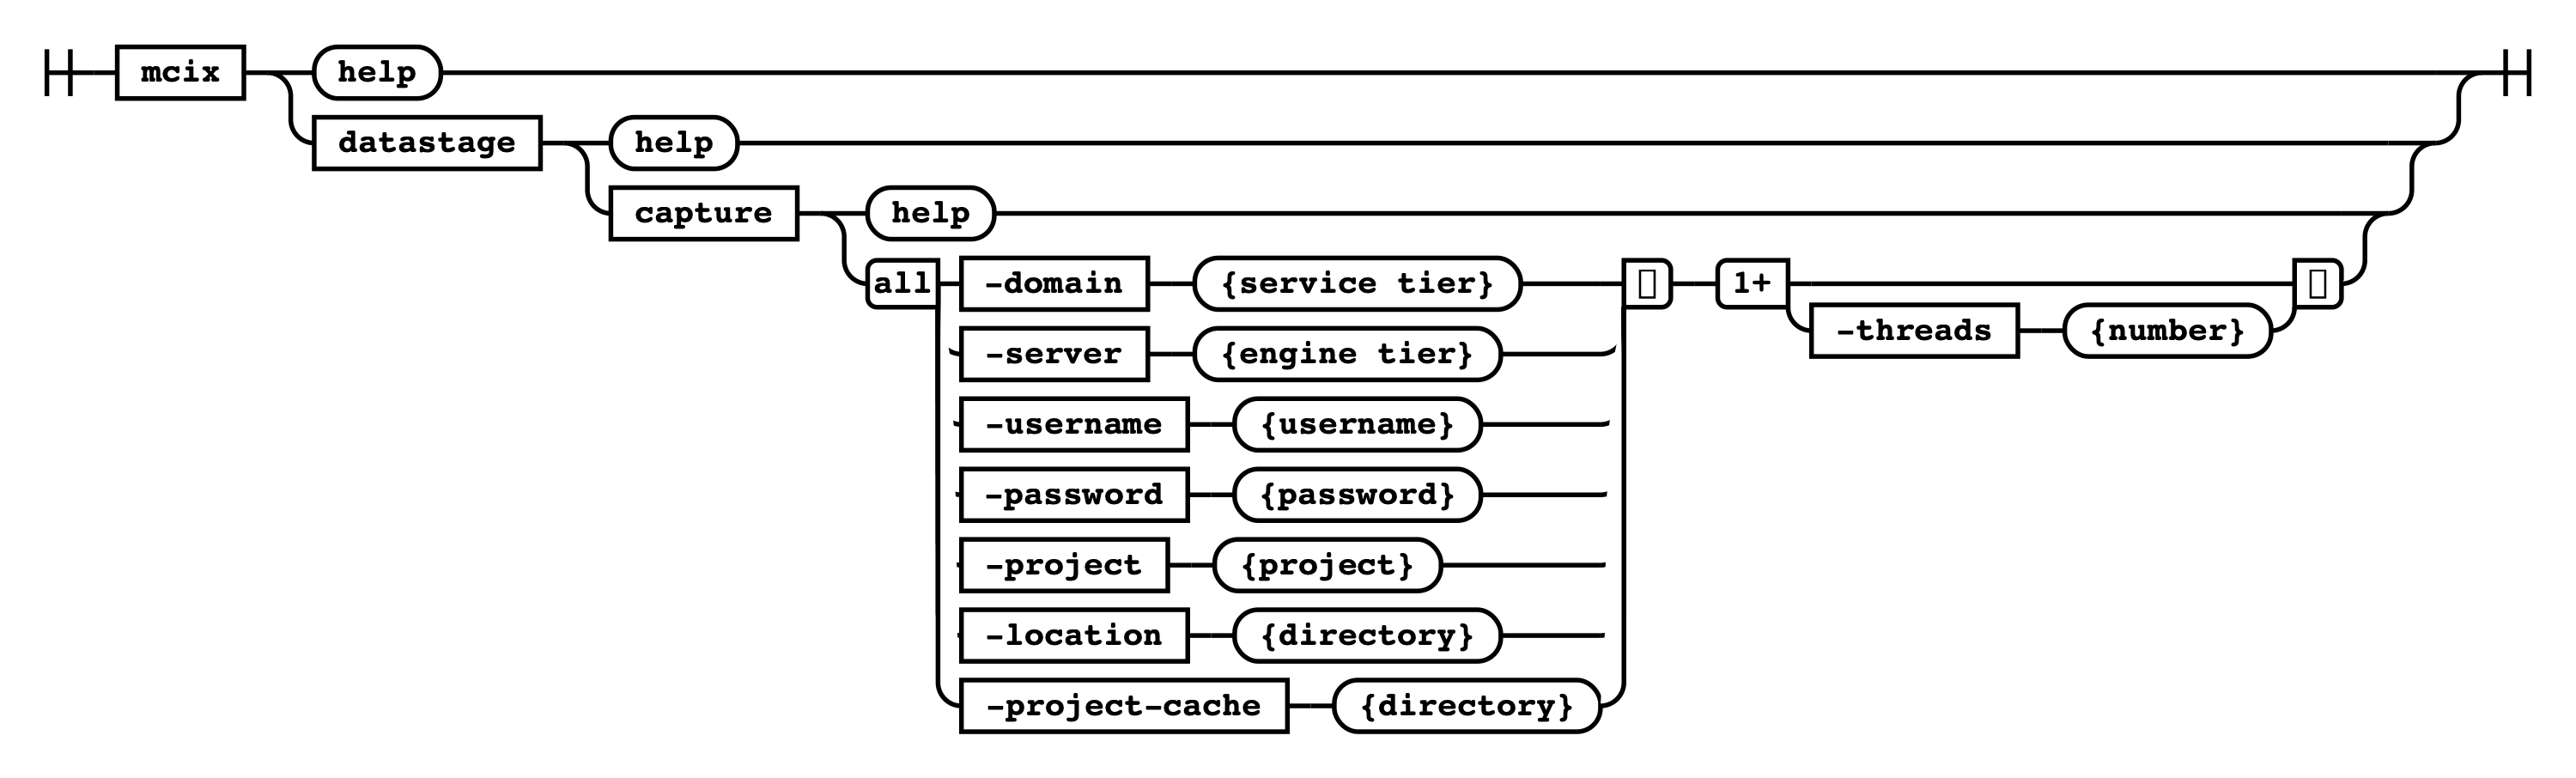 mcix help
datastage help
capture help
all -domain {service tier} 1+
-server {engine tier} -threads {number}
-username {username}
-password {password}
-project {project}
-location {directory}
-project-cache {directory}